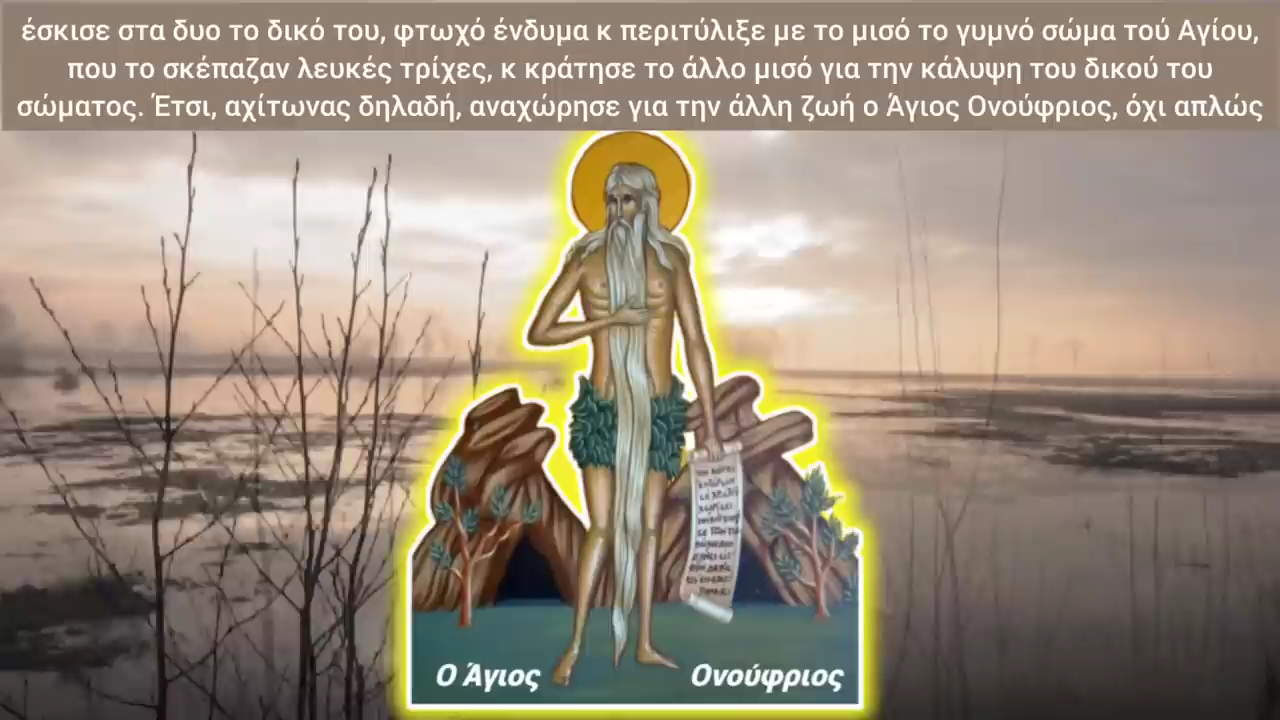 έσκισε στα δυο το δικό του, φτωχό ένδυμα κ περιτύλιξε με το μισό το γυμνό σώμα τού Αγίου,
που το σκέπαζαν λευκές τρίχες, κ κράτησε το άλλο μισό για την κάλυψη του δικού του
σώματος. Έτσι, αχίτωνας δηλαδή, αναχώρησε για την άλλη ζωή ο Άγιος Ονούφριος, όχι απλώς
Ο Άγιος Ονούφριος